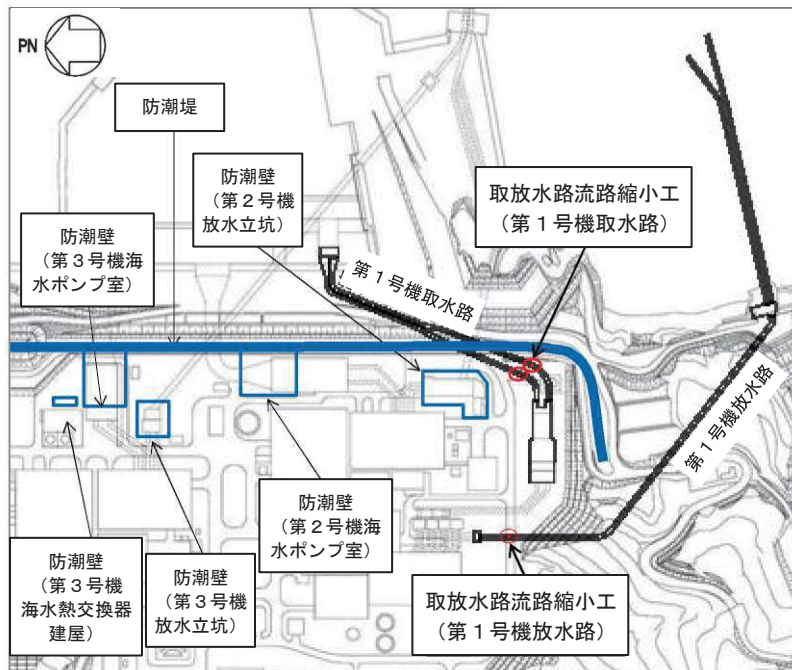 PN
防潮堤
防潮壁
（第２号機
放水立坑）
取放水路流路縮小工
（第１号機取水路）
防潮壁
（第３号機海
水ポンプ室）
第１号機取水路
第１号機放水路
防潮壁
（第２号機海
水ポンプ室）
防潮壁
（第３号機
海水熱交換器
建屋）
防潮壁
（第３号機
放水立坑）
取放水路流路縮小工
（第１号機放水路）